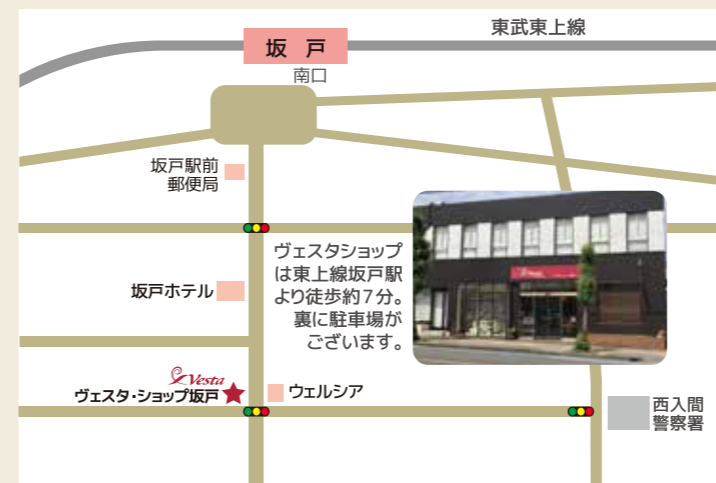 東武東上線
坂 戸
南口
坂戸駅前
郵便局
ヴェスタショップ
は東上線坂戸駅
より徒歩約7分。
裏に駐車場が
ございます。
坂戸ホテル
Vesta
ヴェスタ・ショップ坂戸
ウェルシア
西入間
警察署